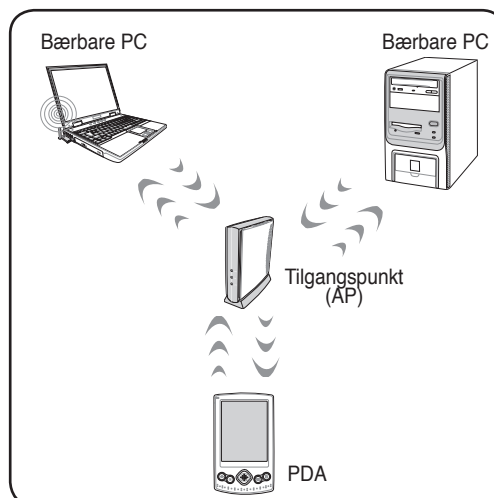 Bærbare PC
Bærbare PC
Tilgangspunkt
(AP)
PDA